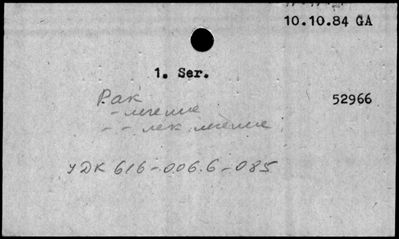 10.10.84 GA
1. Ser.
Рак 52966
- лечение
- - лек. лечение
УДК 616-006.6-085